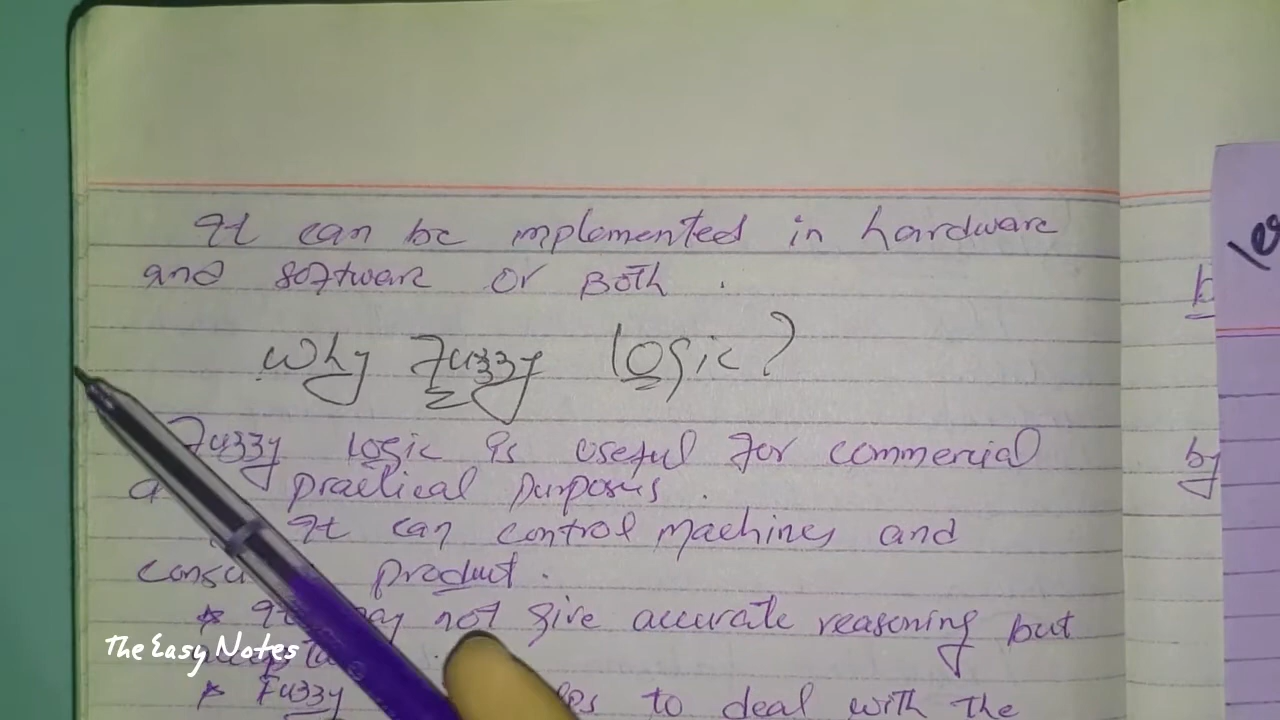 It can be implemented in hardware
and software or Both .
Why Fuzzy logic?
Fuzzy logic is useful for commercial
practical purposes .
It can control machines and
product .
* not give accurate reasoning but
* Fuzzy to deal with the
The Easy Notes
by